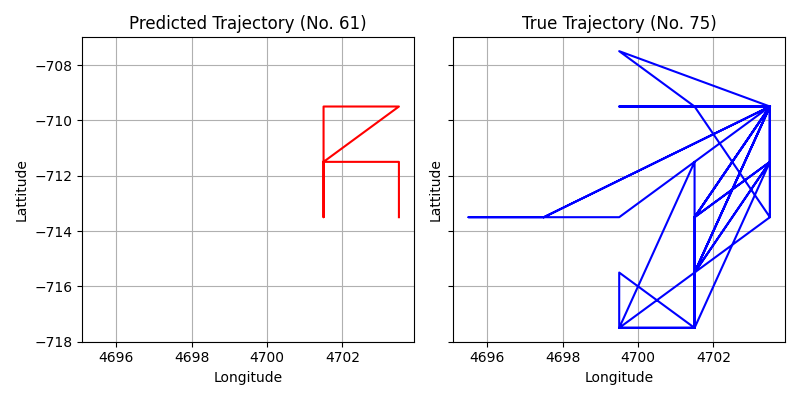 Predicted Trajectory (No. 61)
True Trajectory (No. 75)
−708
−710
−712
−714
−716
−718
Lattitude
Lattitude
4696
4698
4700
4702
4696
4698
4700
4702
Longitude
Longitude